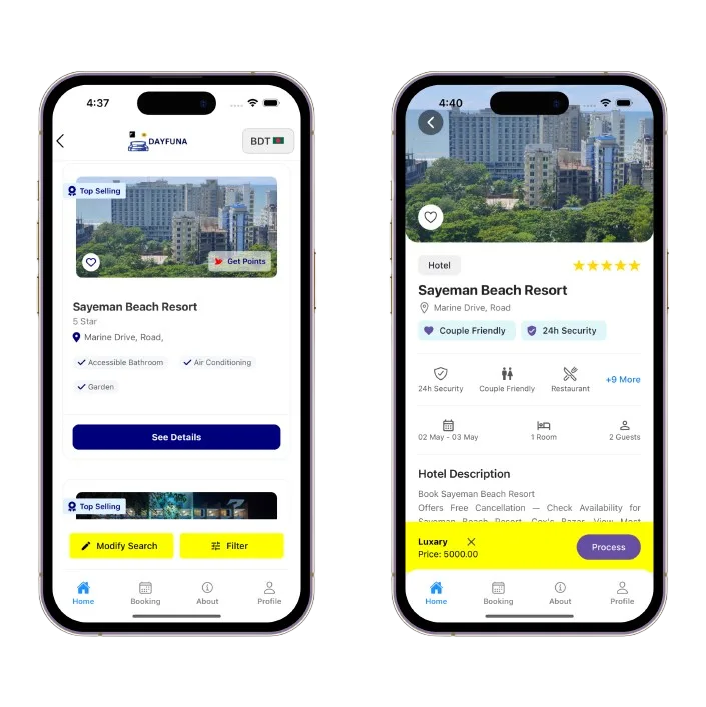 4:37
DAYFUNA
BDT
Top Selling
Get Points
Sayeman Beach Resort
5 Star
Marine Drive, Road,
Accessible Bathroom
Air Conditioning
Garden
See Details
Top Selling
Modify Search
Filter
Home
Booking
About
Profile
4:40
Hotel
Sayeman Beach Resort
Marine Drive, Road
Couple Friendly
24h Security
24h Security
Couple Friendly
Restaurant
+9 More
02 May - 03 May
1 Room
2 Guests
Hotel Description
Book Sayeman Beach Resort
Offers Free Cancellation — Check Availability for
Sayeman Beach Resort, Cox's Bazar. View Most
Luxary
Price: 5000.00
Process
Home
Booking
About
Profile